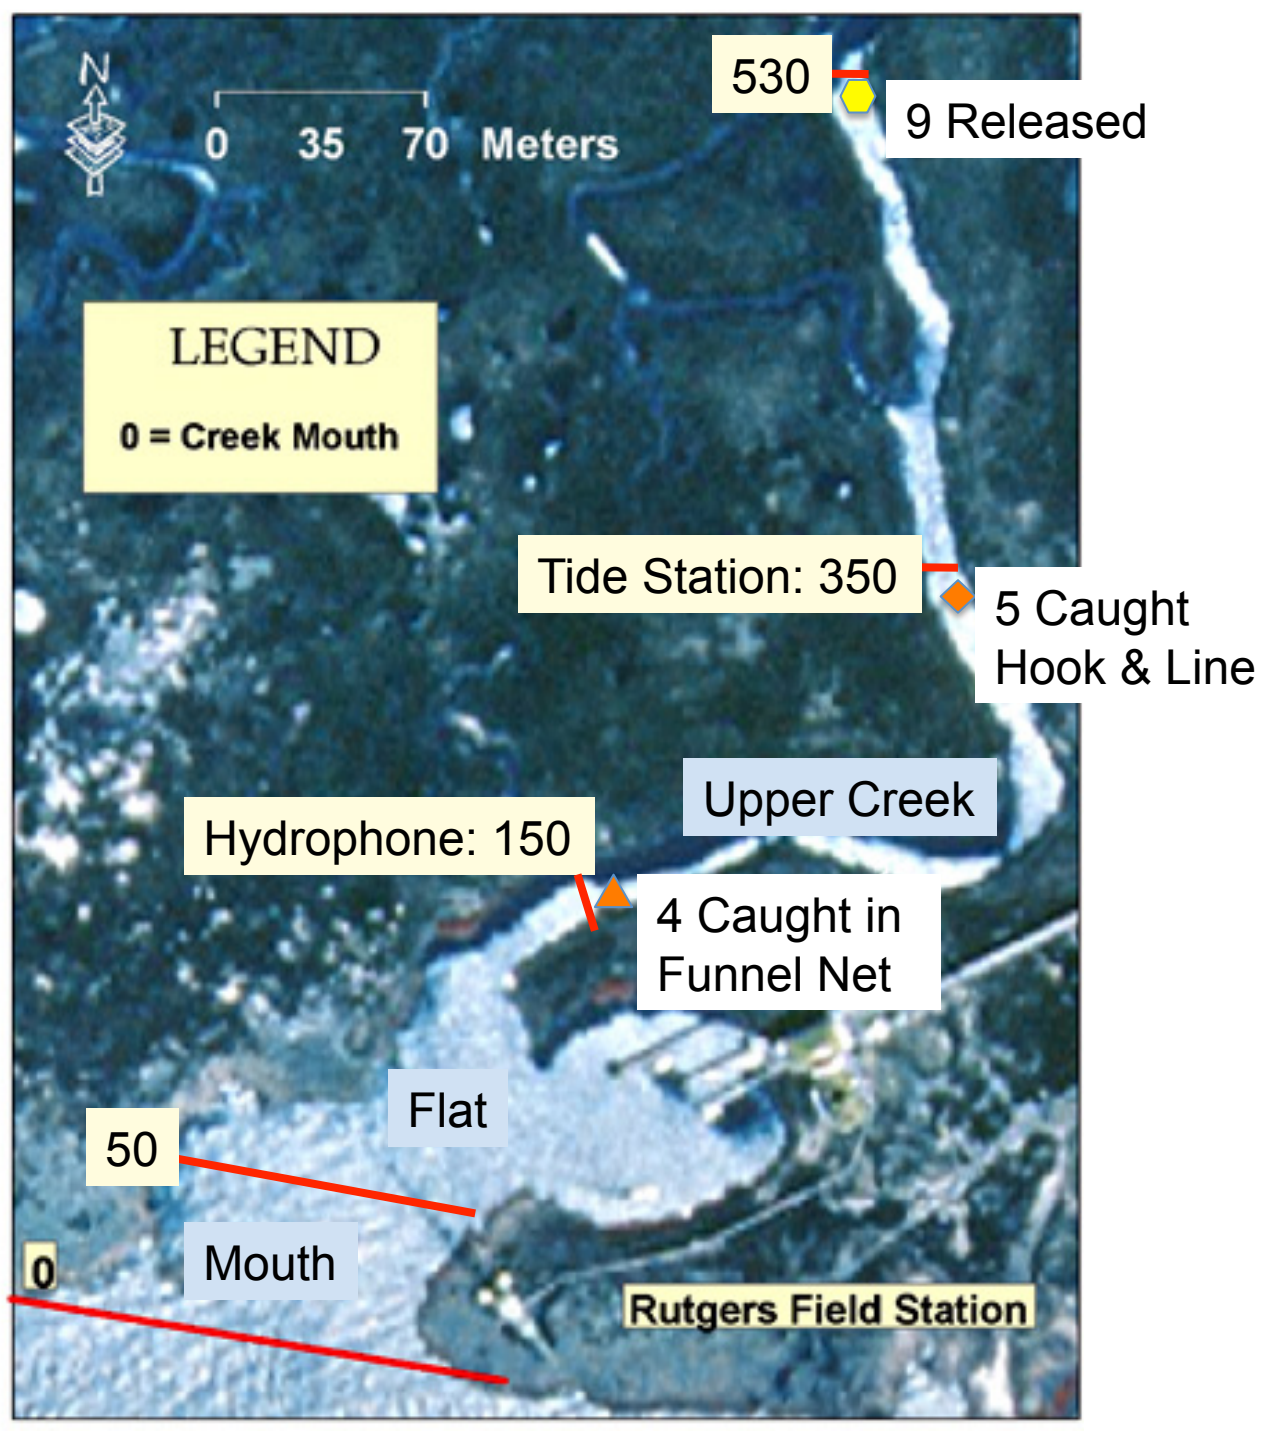 N
0 35 70 Meters
530
9 Released
LEGEND
0 = Creek Mouth
Tide Station: 350
5 Caught
Hook & Line
Upper Creek
Hydrophone: 150
4 Caught in
Funnel Net
Flat
50
Mouth
0
Rutgers Field Station